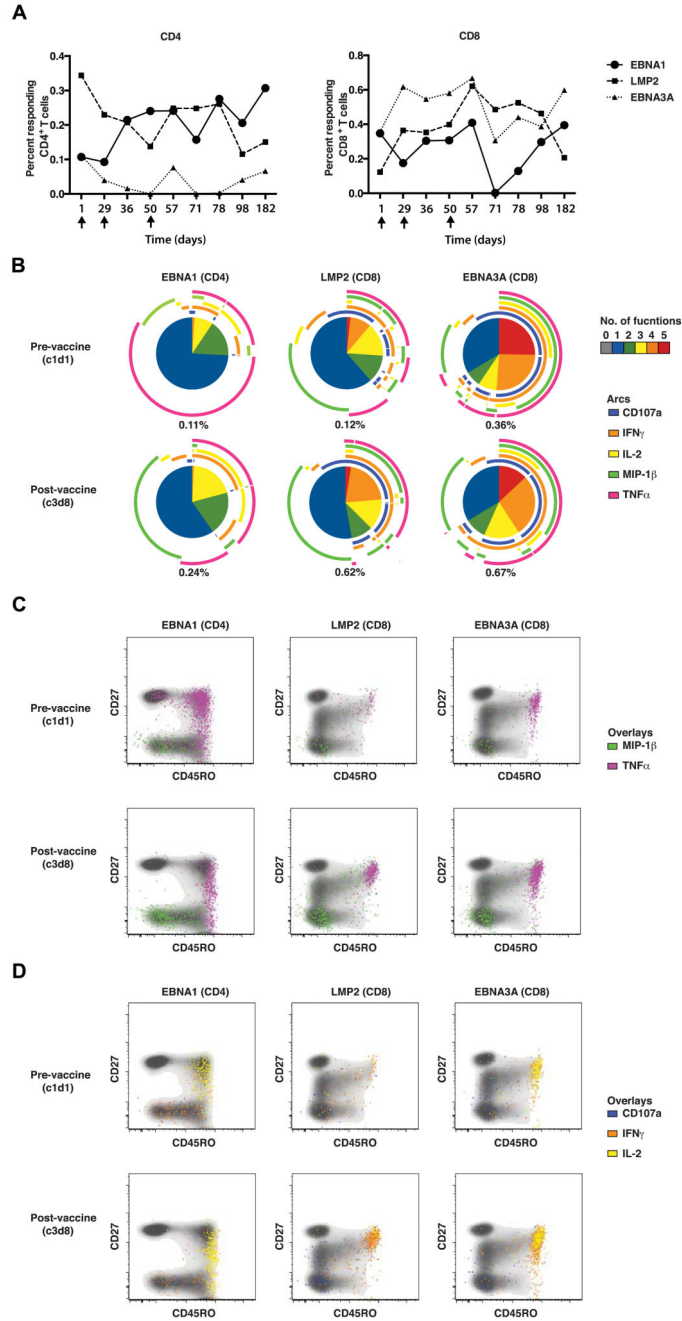 A
CD4
CD8
0.4
0.3
0.2
0.1
0.0
Percent responding
CD4+ T cells
1 29 36 50 57 71 78 98 182
Time (days)
0.8
0.6
0.4
0.2
0.0
Percent responding
CD8+ T cells
1 29 36 50 57 71 78 98 182
Time (days)
EBNA1
LMP2
EBNA3A
B
EBNA1 (CD4)
LMP2 (CD8)
EBNA3A (CD8)
Pre-vaccine
(c1d1)
0.11%
0.12%
0.36%
Post-vaccine
(c3d8)
0.24%
0.62%
0.67%
No. of fucntions
0 1 2 3 4 5
Arcs
CD107a
IFNγ
IL-2
MIP-1β
TNFα
C
EBNA1 (CD4)
LMP2 (CD8)
EBNA3A (CD8)
Pre-vaccine
(c1d1)
CD27
CD45RO
CD27
CD45RO
CD27
CD45RO
Overlays
MIP-1β
TNFα
Post-vaccine
(c3d8)
CD27
CD45RO
CD27
CD45RO
CD27
CD45RO
D
EBNA1 (CD4)
LMP2 (CD8)
EBNA3A (CD8)
Pre-vaccine
(c1d1)
CD27
CD45RO
CD27
CD45RO
CD27
CD45RO
Overlays
CD107a
IFNγ
IL-2
Post-vaccine
(c3d8)
CD27
CD45RO
CD27
CD45RO
CD27
CD45RO